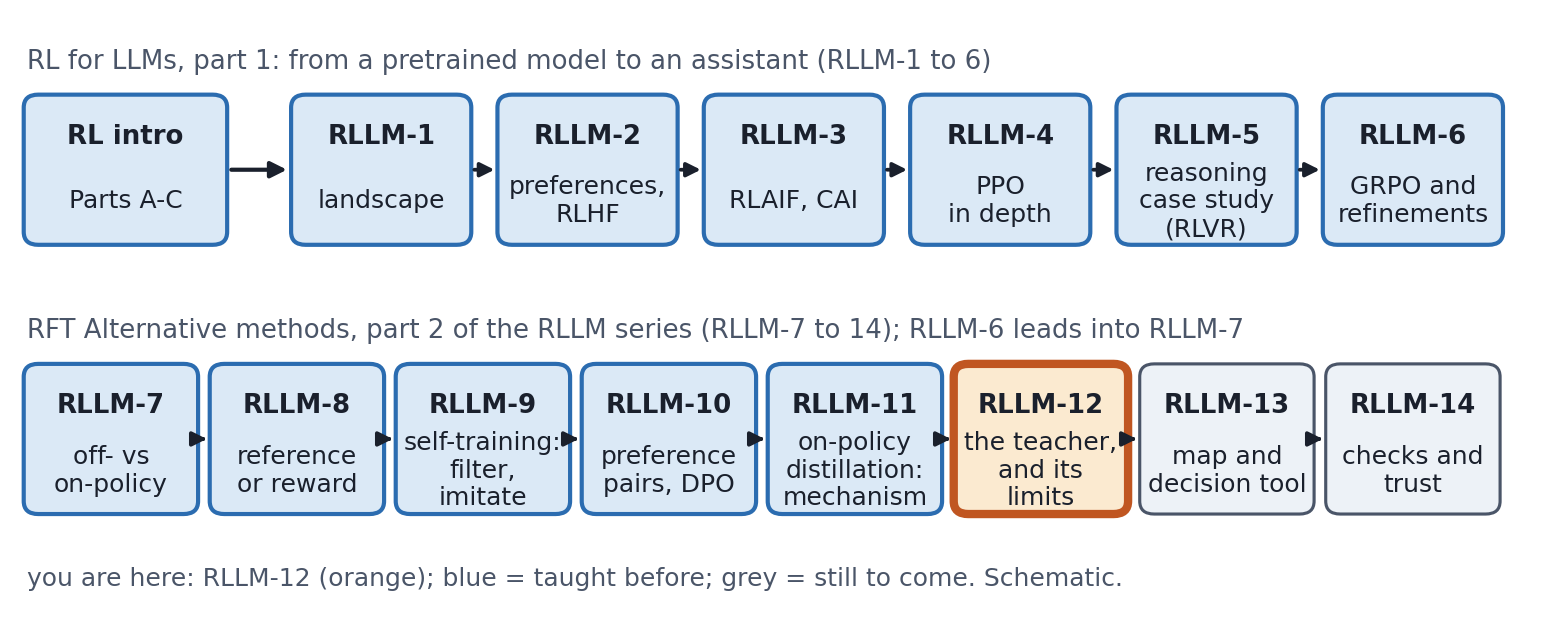 RL for LLMs, part 1: from a pretrained model to an assistant (RLLM-1 to 6)
RL intro
Parts A-C
RLLM-1
landscape
RLLM-2
preferences,
RLHF
RLLM-3
RLAIF, CAI
RLLM-4
PPO
in depth
RLLM-5
reasoning
case study
(RLVR)
RLLM-6
GRPO and
refinements
RFT Alternative methods, part 2 of the RLLM series (RLLM-7 to 14); RLLM-6 leads into RLLM-7
RLLM-7
off- vs
on-policy
RLLM-8
reference
or reward
RLLM-9
self-training:
filter,
imitate
RLLM-10
preference
pairs, DPO
RLLM-11
on-policy
distillation:
mechanism
RLLM-12
the teacher,
and its
limits
RLLM-13
map and
decision tool
RLLM-14
checks and
trust
you are here: RLLM-12 (orange); blue = taught before; grey = still to come. Schematic.